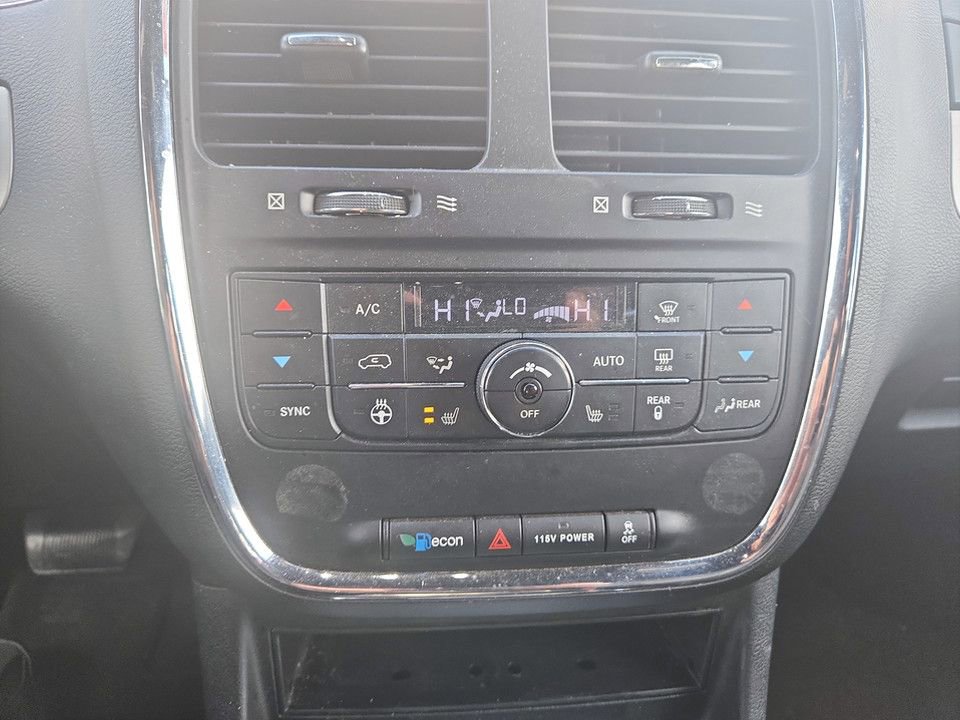 A/C
HI LO HI
FRONT
AUTO
REAR
SYNC
OFF
REAR
REAR
econ
115V POWER
OFF